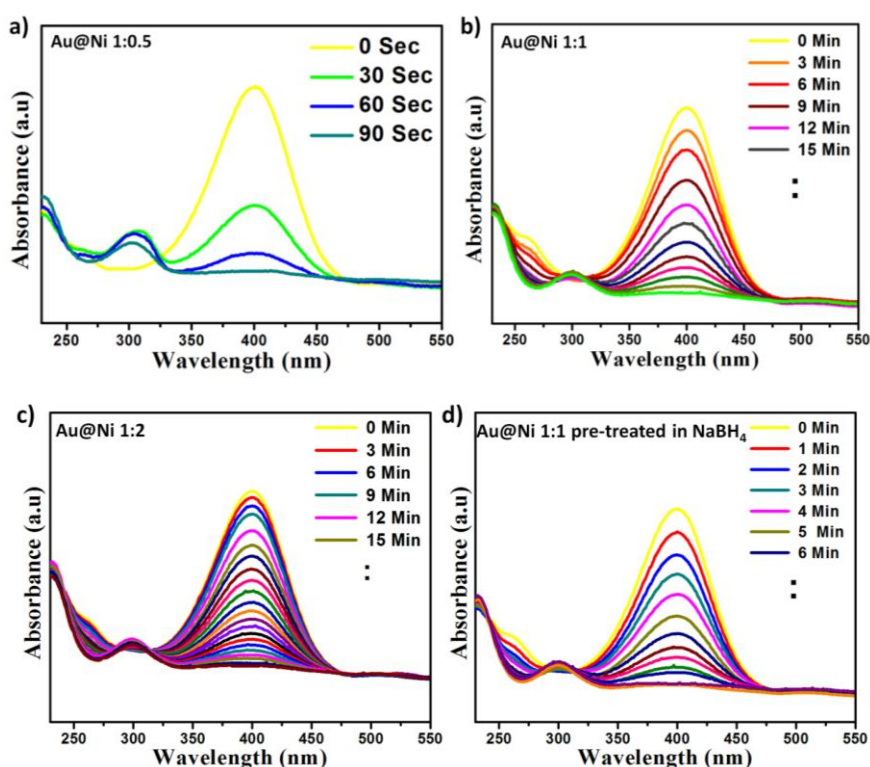 a)
Au@Ni 1:0.5
0 Sec
30 Sec
60 Sec
90 Sec
Absorbance (a.u)
250 300 350 400 450 500 550
Wavelength (nm)
b)
Au@Ni 1:1
0 Min
3 Min
6 Min
9 Min
12 Min
15 Min
:
Absorbance (a.u)
250 300 350 400 450 500 550
Wavelength (nm)
c)
Au@Ni 1:2
0 Min
3 Min
6 Min
9 Min
12 Min
15 Min
:
Absorbance (a.u)
250 300 350 400 450 500 550
Wavelength (nm)
d)
Au@Ni 1:1 pre-treated in NaBH4
0 Min
1 Min
2 Min
3 Min
4 Min
5 Min
6 Min
:
Absorbance (a.u)
250 300 350 400 450 500 550
Wavelength (nm)